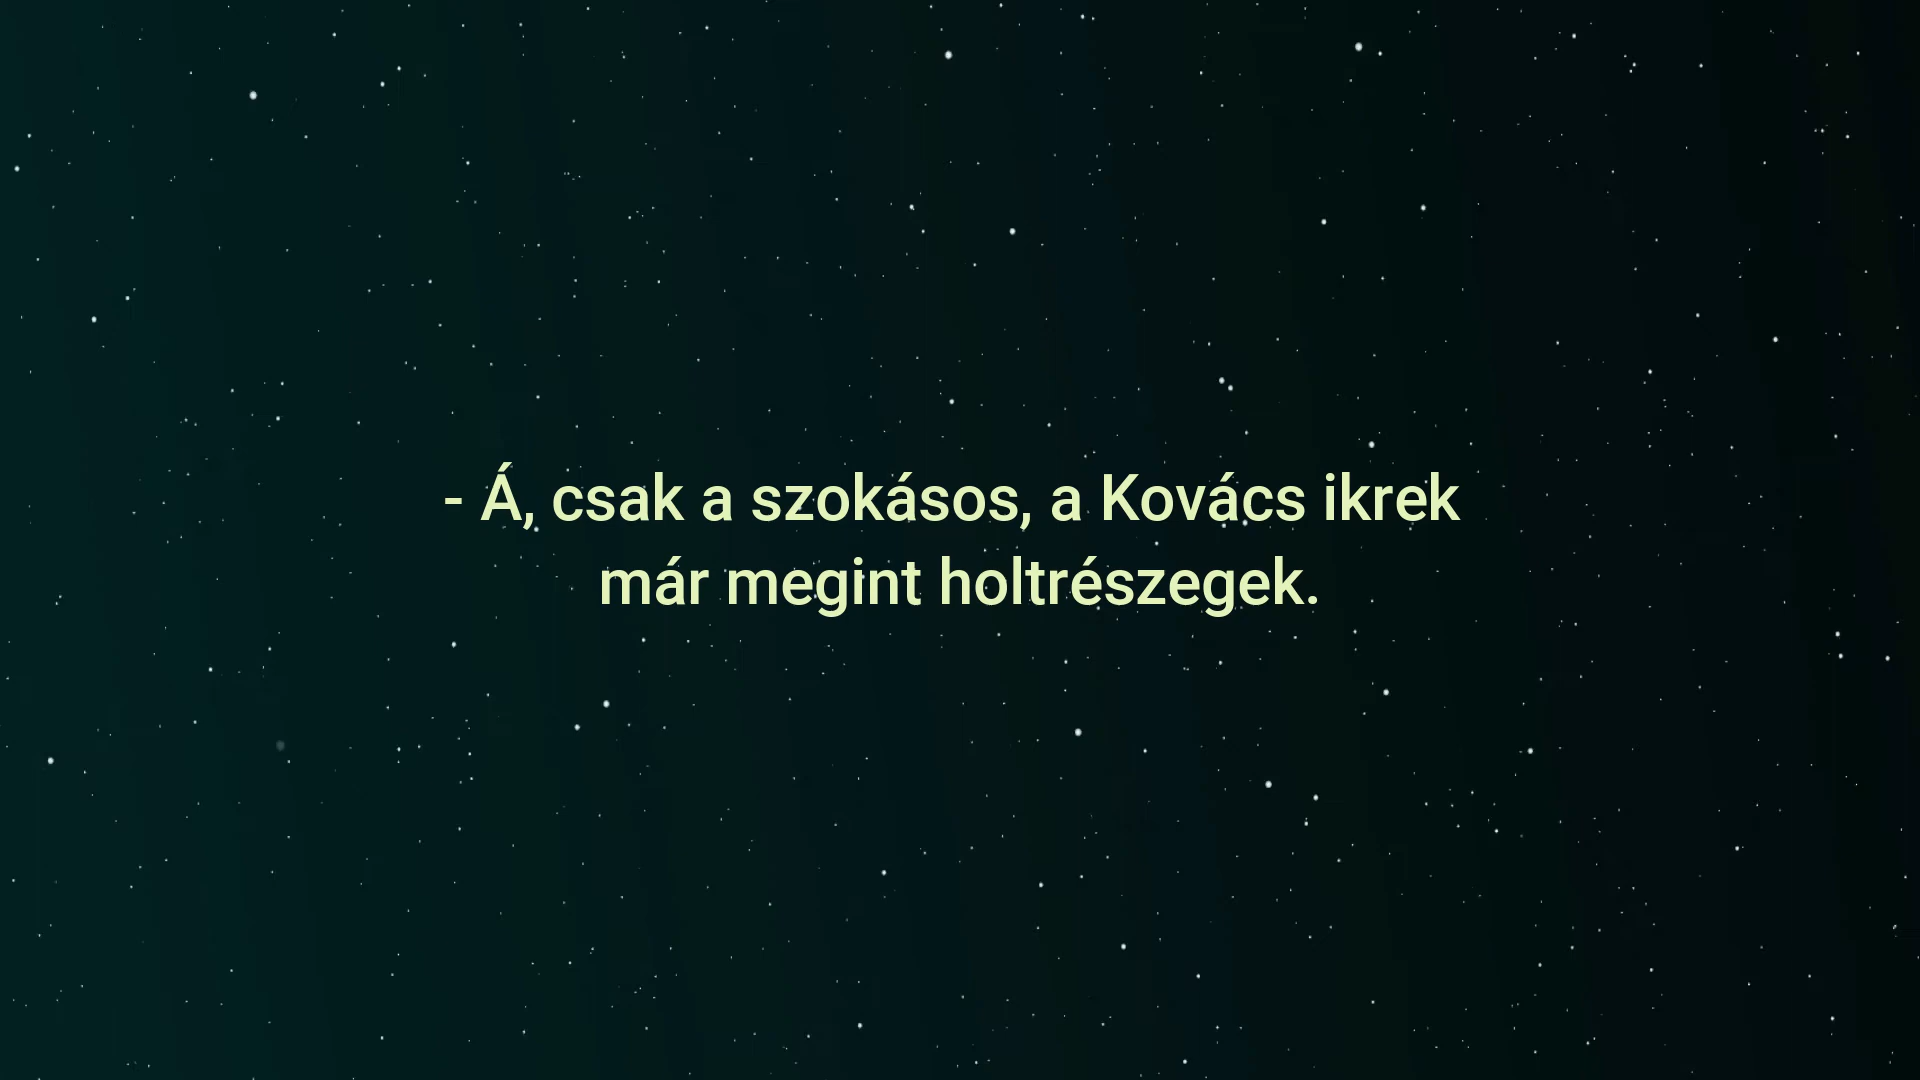 - Á, csak a szokásos, a Kovács ikrek
már megint holtrészegek.